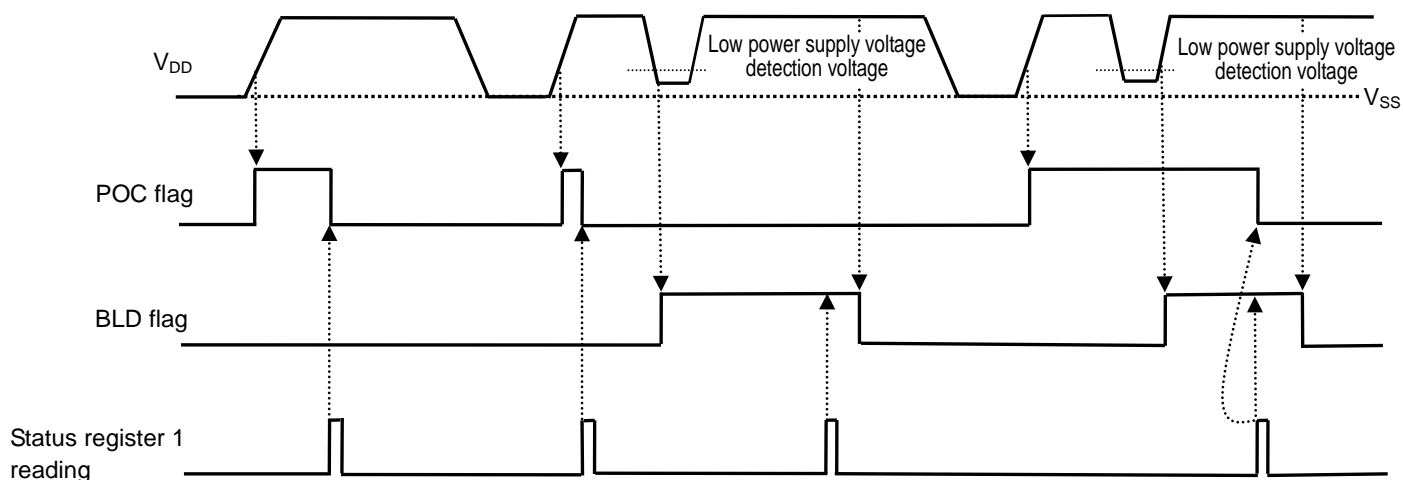 Low power supply voltage
detection voltage
Low power supply voltage
detection voltage
VDD
VSS
POC flag
BLD flag
Status register 1
reading